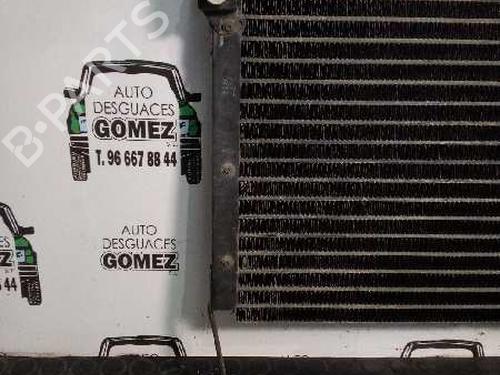 B-PARTS
AUTO
DESGUACES
GOMEZ
S.L.
T. 96 667 88 44
AUTO
DESGUACES
GOMEZ
44